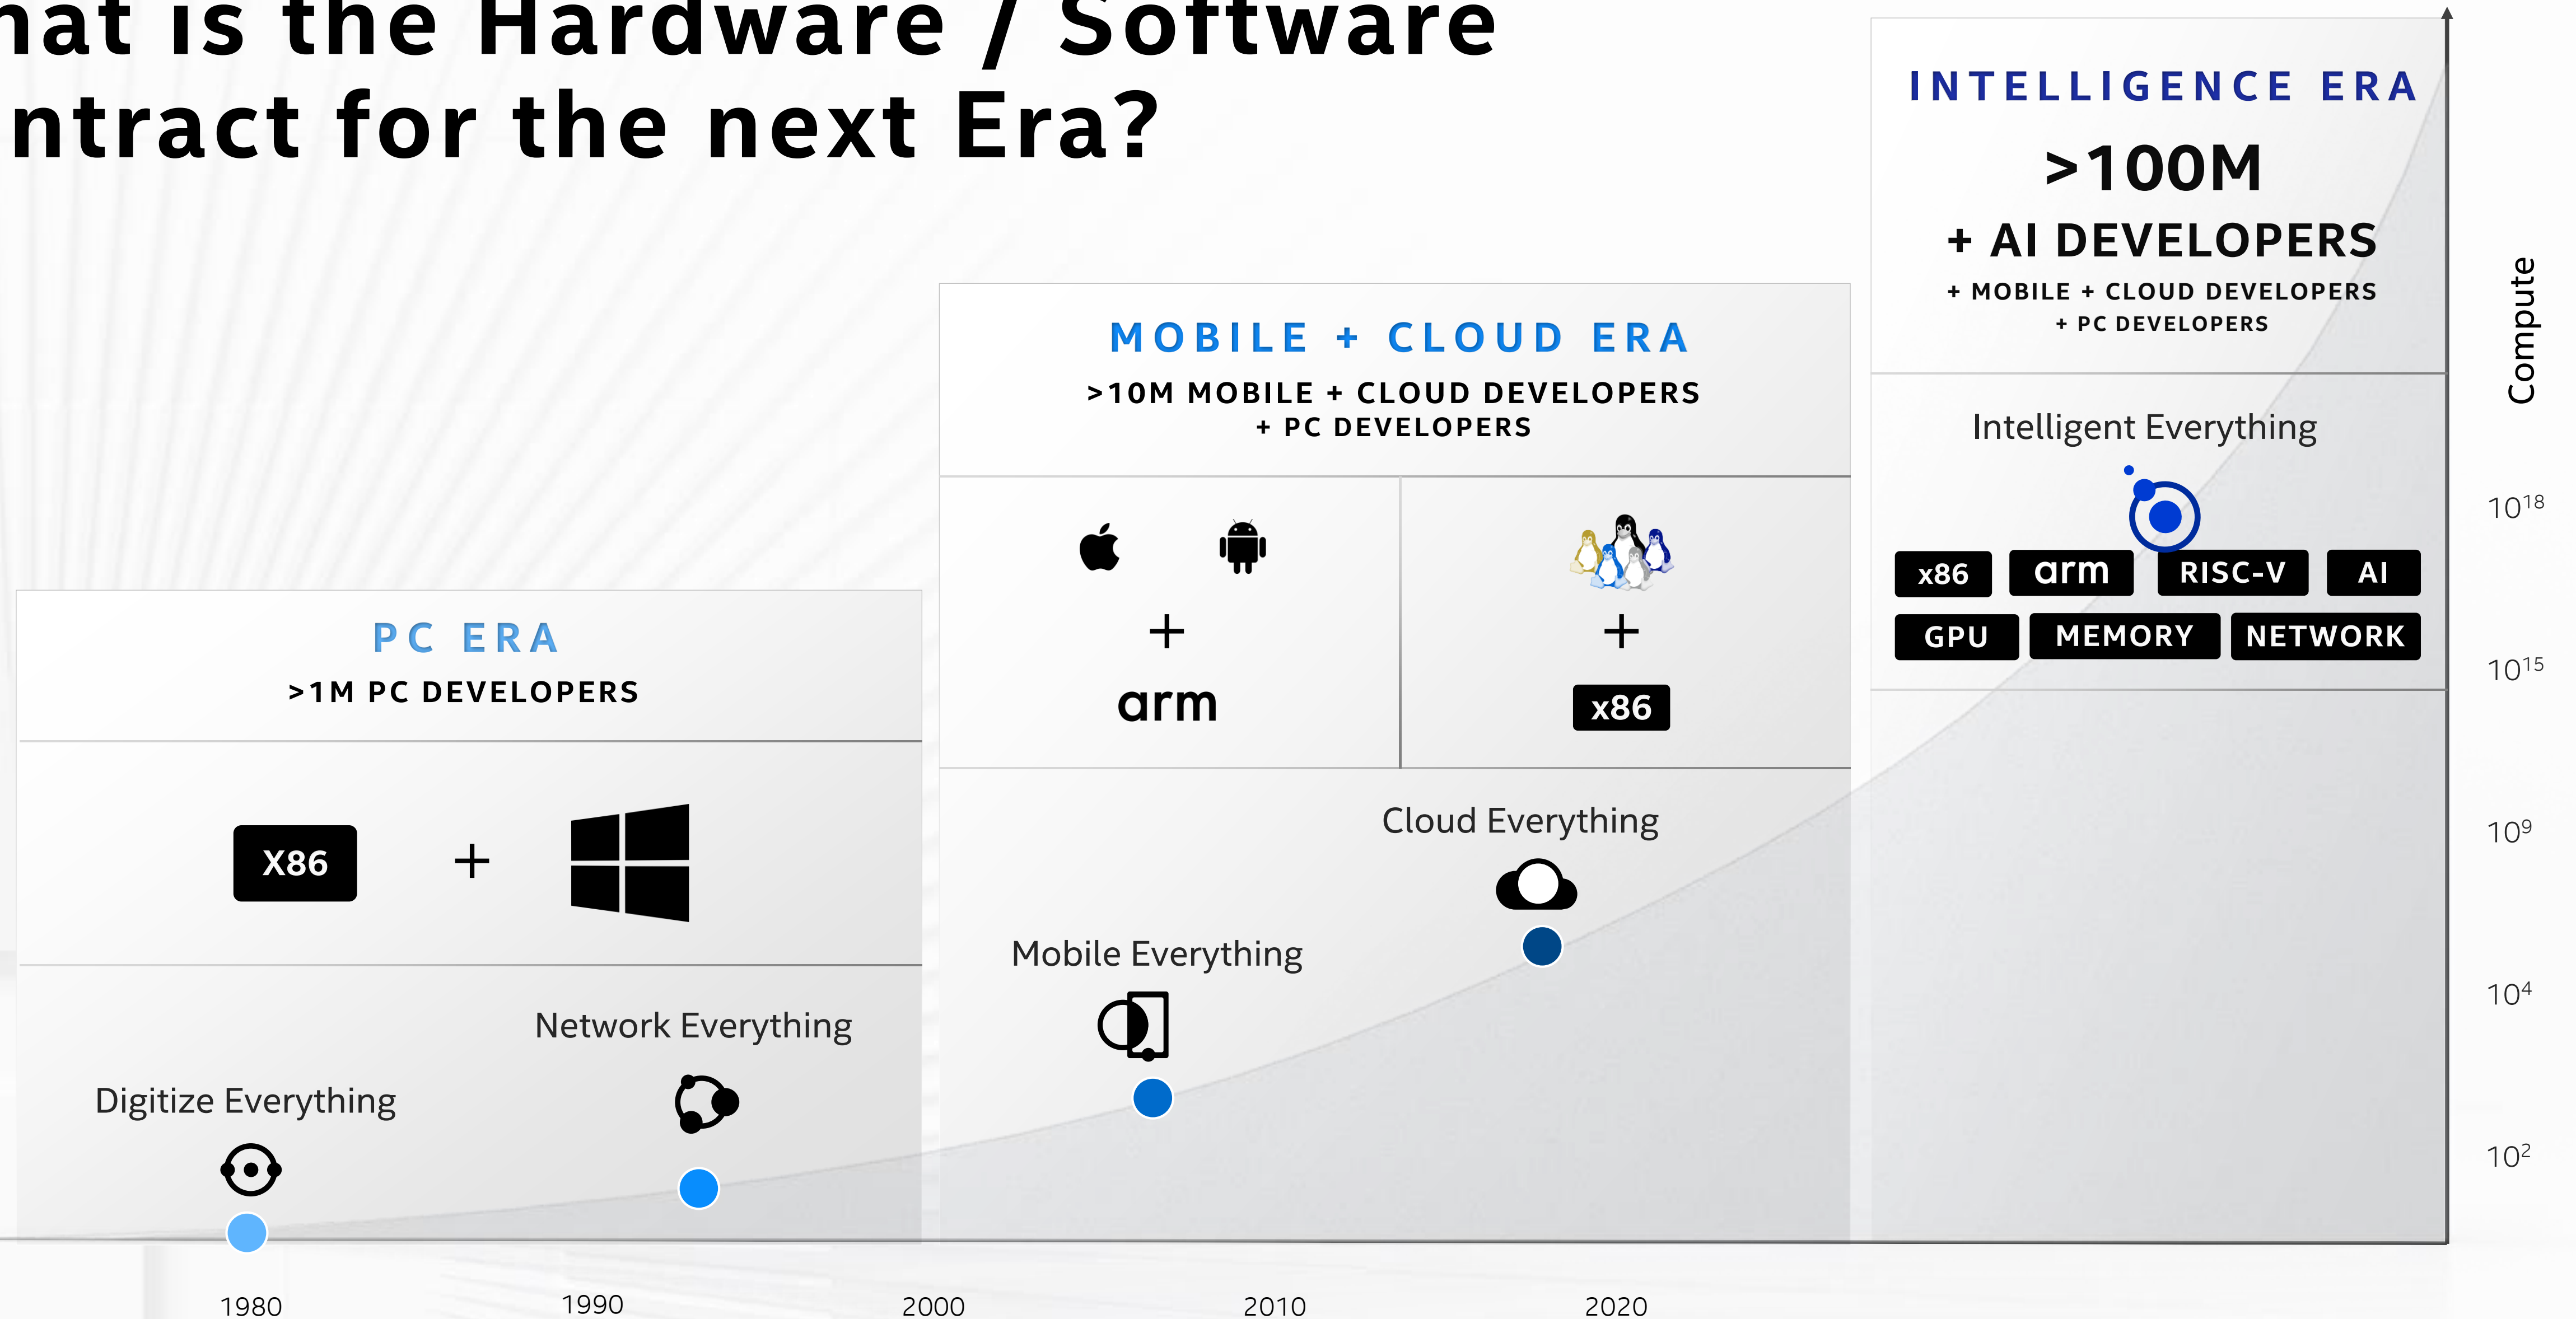 hat is the Hardware / Software
ntract for the next Era?
INTELLIGENCE ERA
>100M
+ AI DEVELOPERS
+ MOBILE + CLOUD DEVELOPERS
+ PC DEVELOPERS
Intelligent Everything
x86 arm RISC-V AI
GPU MEMORY NETWORK
MOBILE + CLOUD ERA
>10M MOBILE + CLOUD DEVELOPERS
+ PC DEVELOPERS
+ +
arm x86
Cloud Everything
Mobile Everything
PC ERA
>1M PC DEVELOPERS
X86 +
Network Everything
Digitize Everything
Compute
10¹⁸
10¹⁵
10⁹
10⁴
10²
1980 1990 2000 2010 2020